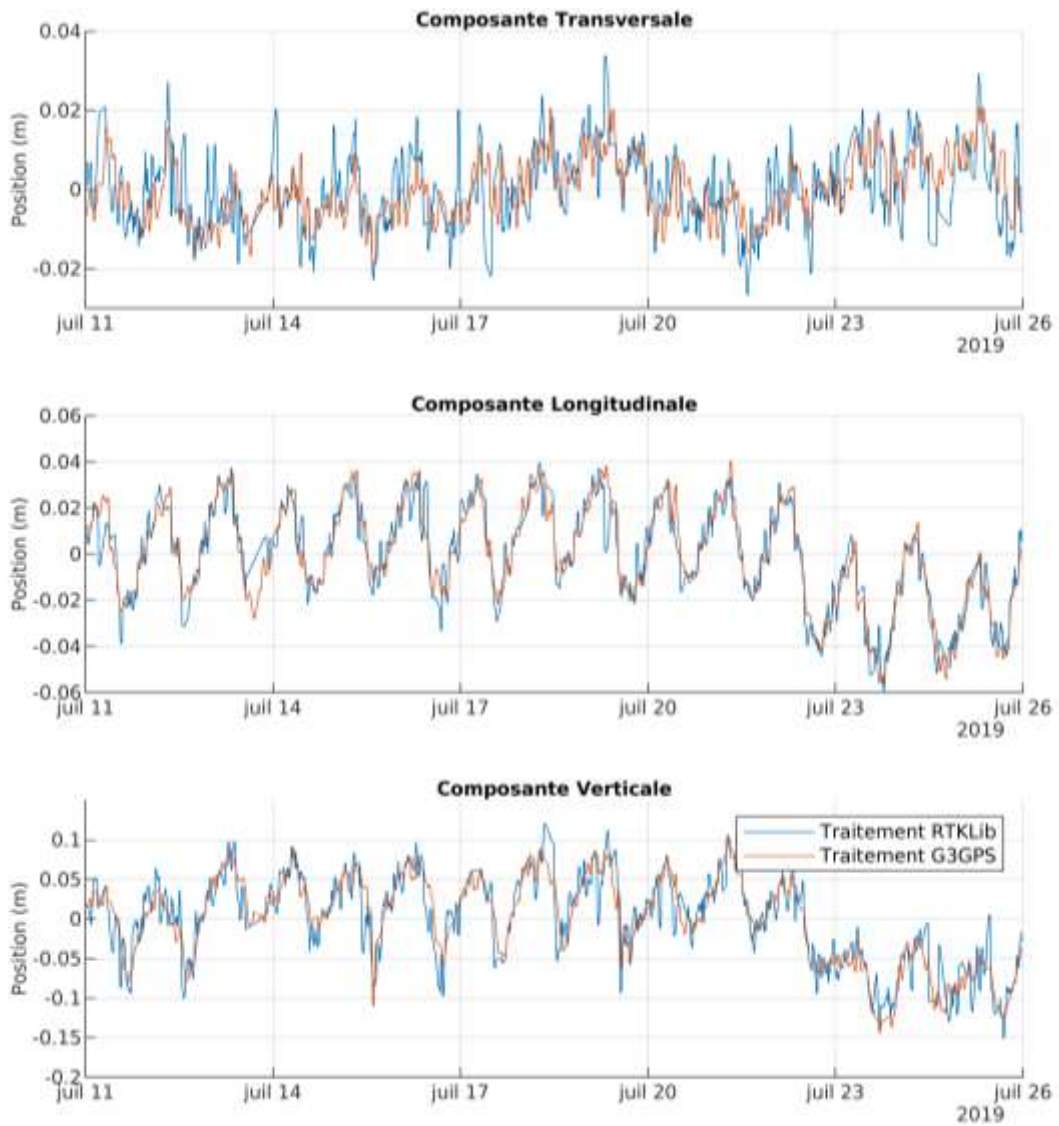 Composante Transversale
0.04
0.02
0
-0.02
Position (m)
juil 11 juil 14 juil 17 juil 20 juil 23 juil 26
2019
Composante Longitudinale
0.06
0.04
0.02
0
-0.02
-0.04
-0.06
Position (m)
juil 11 juil 14 juil 17 juil 20 juil 23 juil 26
2019
Composante Verticale
Traitement RTKLib
Traitement G3GPS
0.1
0.05
0
-0.05
-0.1
-0.15
-0.2
Position (m)
juil 11 juil 14 juil 17 juil 20 juil 23 juil 26
2019